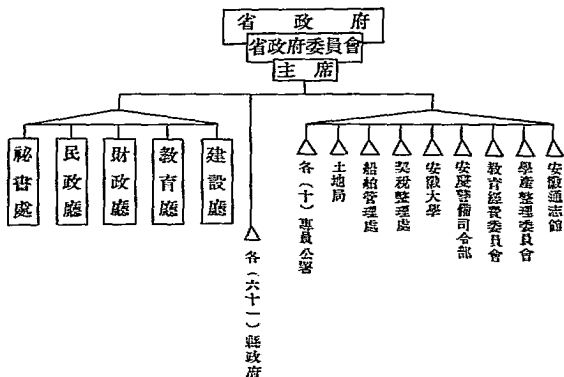 省政府
省政府委員會
主席
祕書處
民政廳
財政廳
教育廳
建設廳
各（六十一）縣政府
各（十）專員公署
土地局
船舶管理處
契稅整理處
安徽大學
安慶警備司令部
教育經費委員會
學產整理委員會
安徽通志館